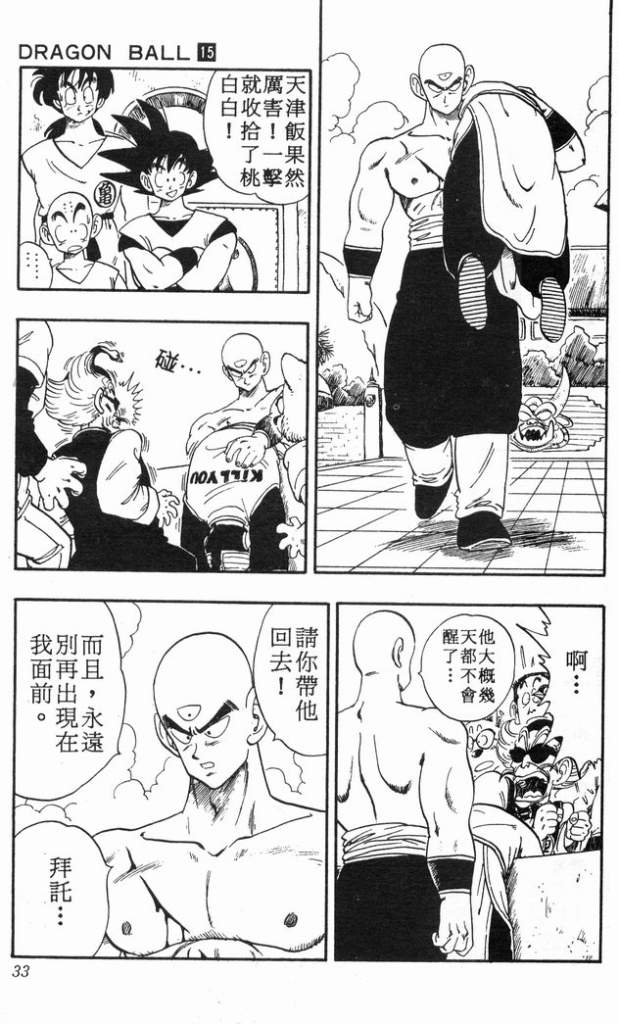 DRAGON BALL 15
天津飯果然
厲害！一擊
就收拾了桃
白白！
龜
……
碰…
KILL YOU
啊…
他大概幾
天都不會
醒了…
請你帶他
回去！
而且，永遠
別再出現在
我面前。
拜託…
33